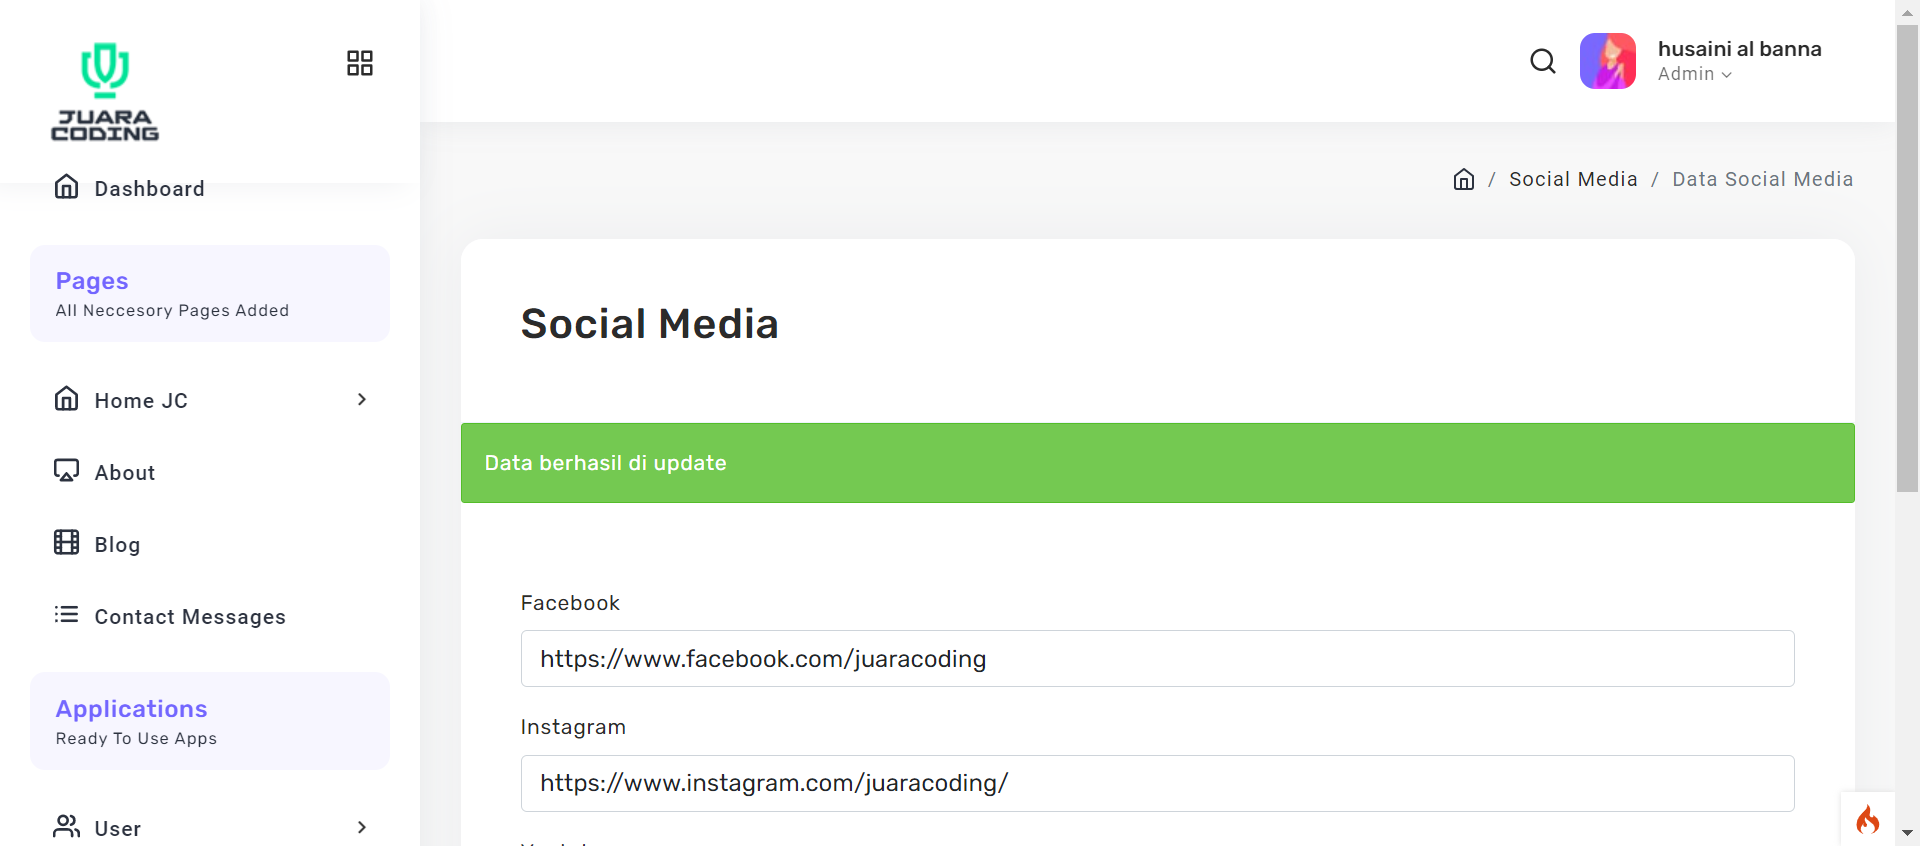 JUARA
CODING
husaini al banna
Admin
Dashboard
/ Social Media / Data Social Media
Pages
All Neccesory Pages Added
Social Media
Home JC
Data berhasil di update
About
Blog
Facebook
Contact Messages
https://www.facebook.com/juaracoding
Applications
Ready To Use Apps
Instagram
https://www.instagram.com/juaracoding/
User